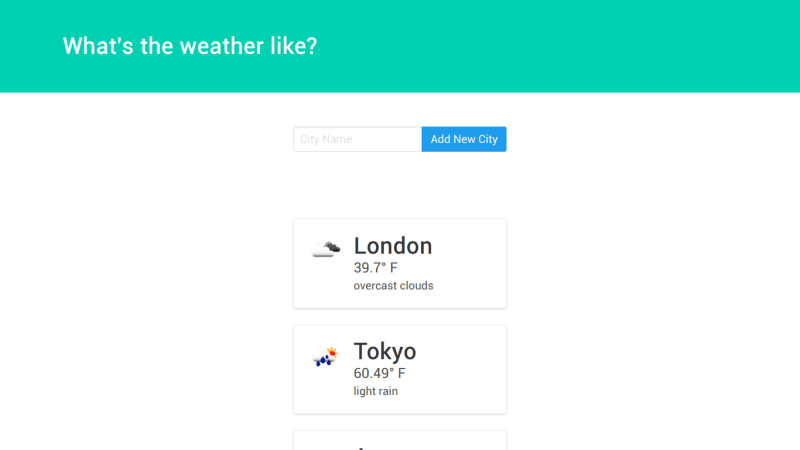 What's the weather like?
City Name
Add New City
London
39.7° F
overcast clouds
Tokyo
60.49° F
light rain